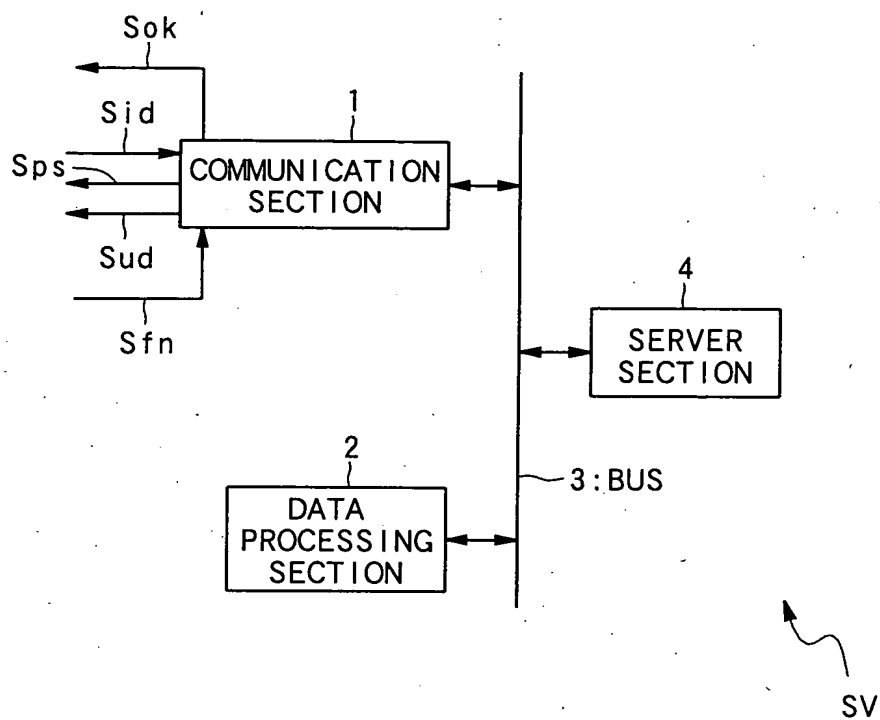 Sok
Sid
1
Sps
COMMUNICATION
SECTION
Sud
Sfn
4
SERVER
SECTION
2
3:BUS
DATA
PROCESSING
SECTION
SV